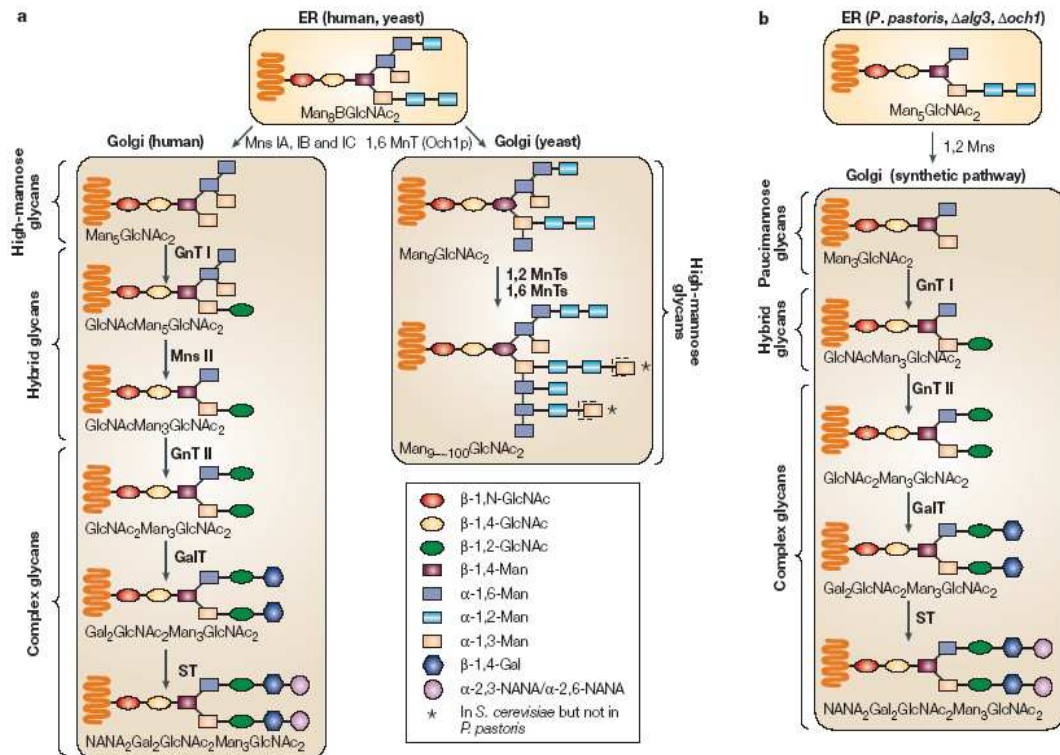 a
ER (human, yeast)
Man8BGlcNAc2
Mns IA, IB and IC
1,6 MnT (Och1p)
Golgi (human)
High-mannose
glycans
Man5GlcNAc2
GnT I
Hybrid glycans
GlcNAcMan5GlcNAc2
Mns II
GlcNAcMan3GlcNAc2
GnT II
Complex glycans
GlcNAc2Man3GlcNAc2
GalT
Gal2GlcNAc2Man3GlcNAc2
ST
NANA2Gal2GlcNAc2Man3GlcNAc2
Golgi (yeast)
Man9GlcNAc2
1,2 MnTs
1,6 MnTs
High-mannose
glycans
*
*
Man9—~100GlcNAc2
β-1,N-GlcNAc
β-1,4-GlcNAc
β-1,2-GlcNAc
β-1,4-Man
α-1,6-Man
α-1,2-Man
α-1,3-Man
β-1,4-Gal
α-2,3-NANA/α-2,6-NANA
* In S. cerevisiae but not in
P. pastoris
b
ER (P. pastoris, Δalg3, Δoch1)
Man5GlcNAc2
1,2 Mns
Golgi (synthetic pathway)
Paucimannose
glycans
Man3GlcNAc2
GnT I
Hybrid
glycans
GlcNAcMan3GlcNAc2
GnT II
Complex glycans
GlcNAc2Man3GlcNAc2
GalT
Gal2GlcNAc2Man3GlcNAc2
ST
NANA2Gal2GlcNAc2Man3GlcNAc2